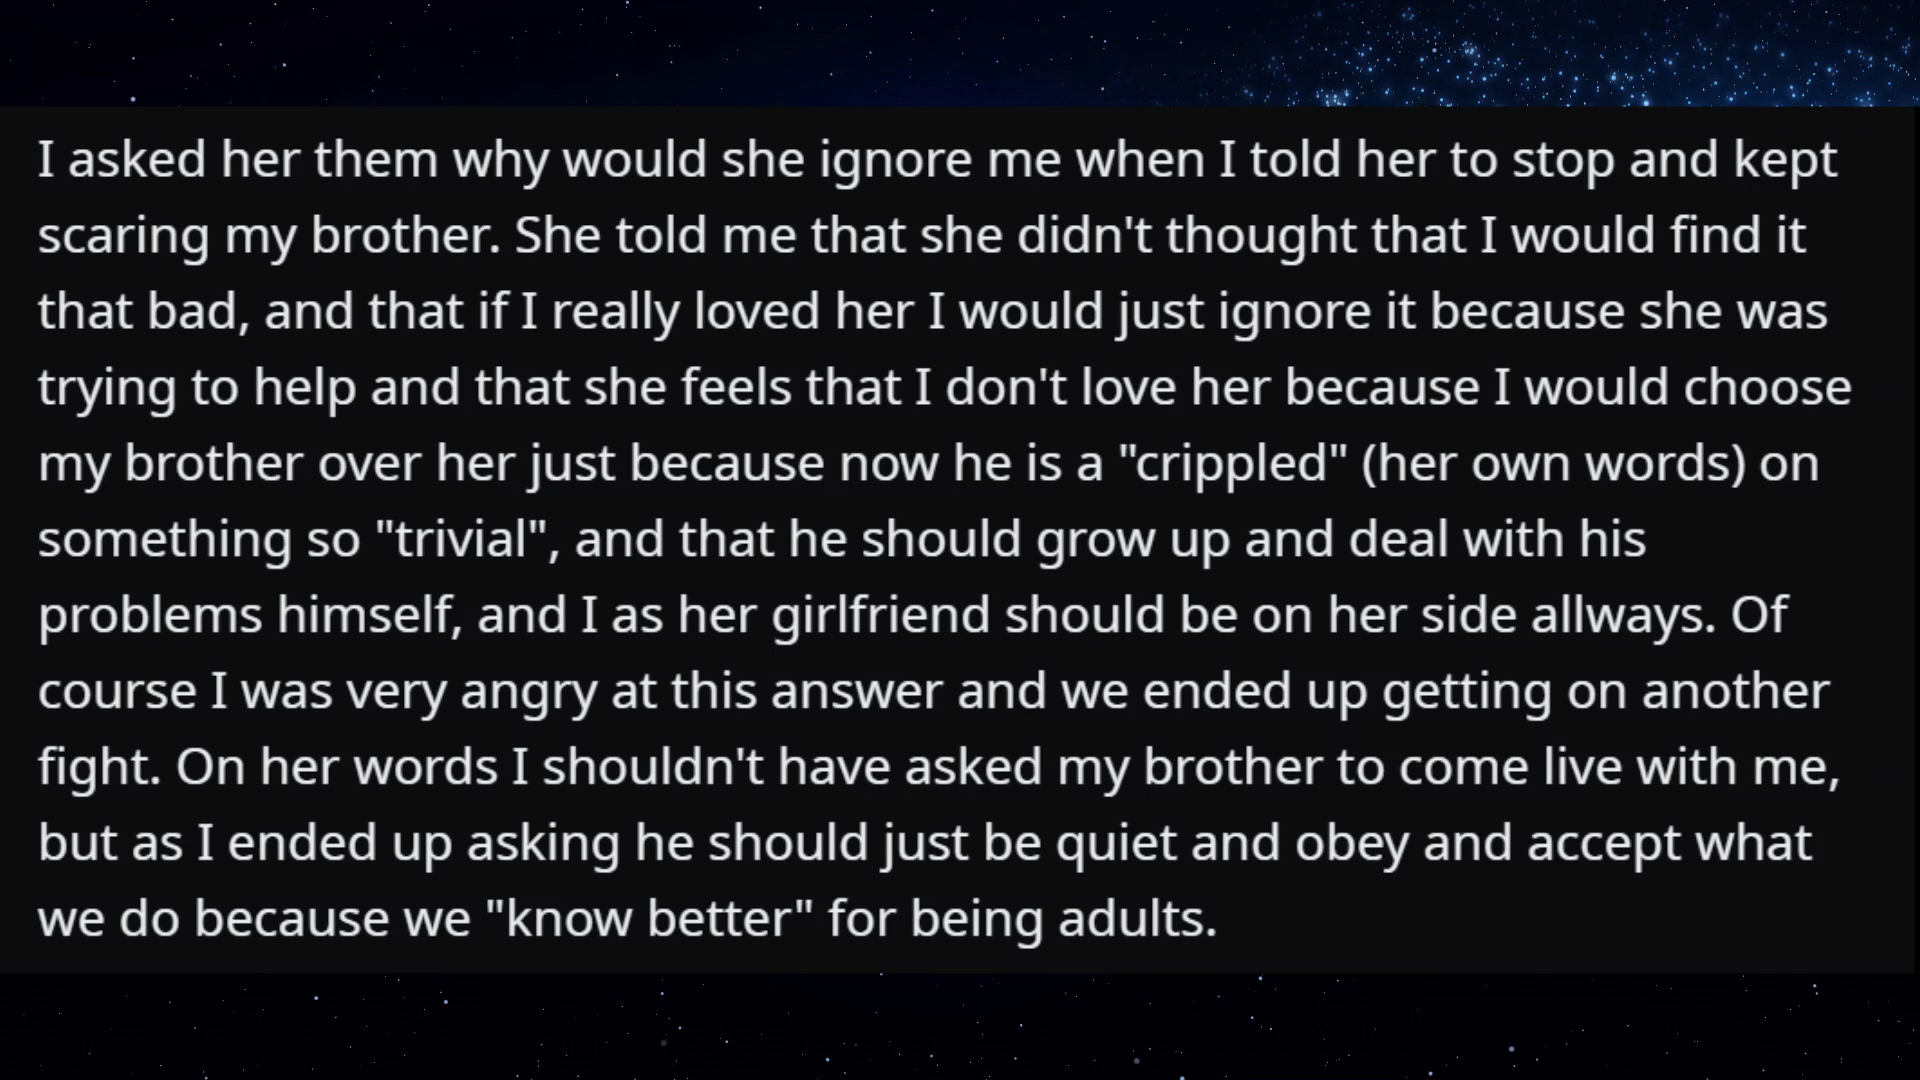 I asked her them why would she ignore me when I told her to stop and kept
scaring my brother. She told me that she didn't thought that I would find it
that bad, and that if I really loved her I would just ignore it because she was
trying to help and that she feels that I don't love her because I would choose
my brother over her just because now he is a "crippled" (her own words) on
something so "trivial", and that he should grow up and deal with his
problems himself, and I as her girlfriend should be on her side allways. Of
course I was very angry at this answer and we ended up getting on another
fight. On her words I shouldn't have asked my brother to come live with me,
but as I ended up asking he should just be quiet and obey and accept what
we do because we "know better" for being adults.